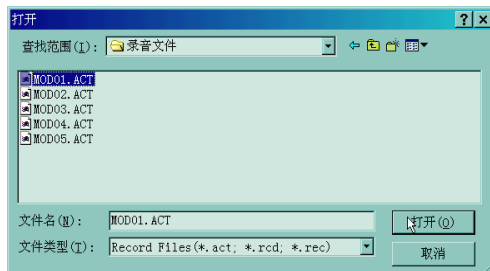 打开
查找范围(I): 录音文件
MOD01.ACT
MOD02.ACT
MOD03.ACT
MOD04.ACT
MOD05.ACT
文件名(N): MOD01.ACT 打开(O)
文件类型(T): Record Files(*.act; *.rcd; *.rec) 取消